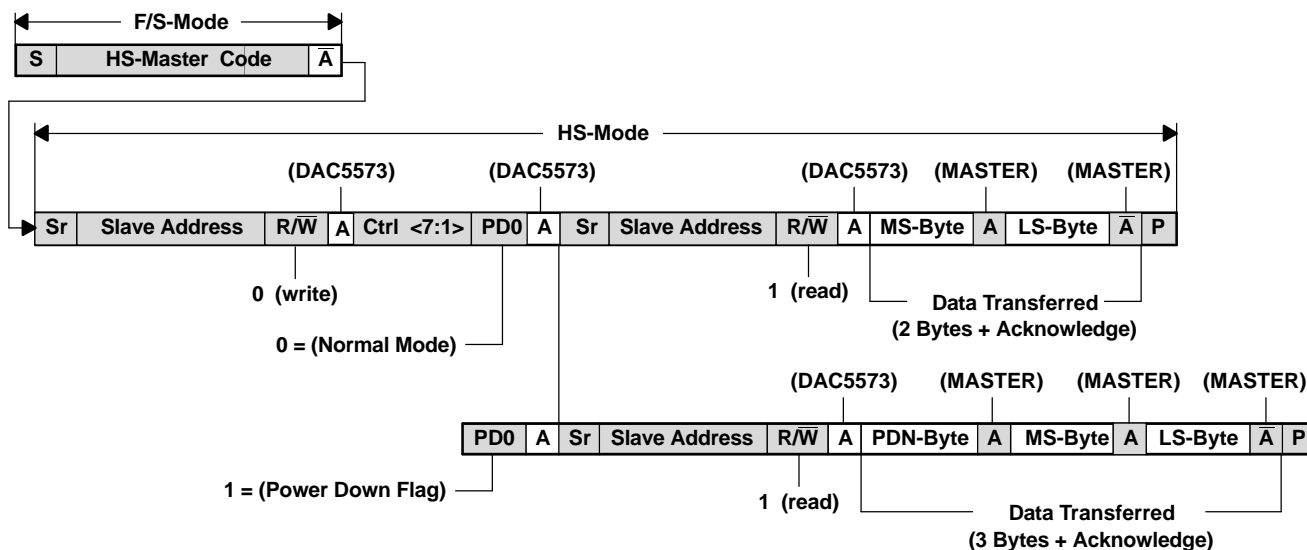 F/S-Mode
S HS-Master Code A̅
HS-Mode
(DAC5573) (DAC5573) (DAC5573) (MASTER) (MASTER)
Sr Slave Address R/W̅ A Ctrl <7:1> PD0 A Sr Slave Address R/W̅ A MS-Byte A LS-Byte A̅ P
0 (write) 1 (read) Data Transferred
(2 Bytes + Acknowledge)
0 = (Normal Mode)
(DAC5573) (MASTER) (MASTER) (MASTER)
PD0 A Sr Slave Address R/W̅ A PDN-Byte A MS-Byte A LS-Byte A̅ P
1 = (Power Down Flag) 1 (read) Data Transferred
(3 Bytes + Acknowledge)